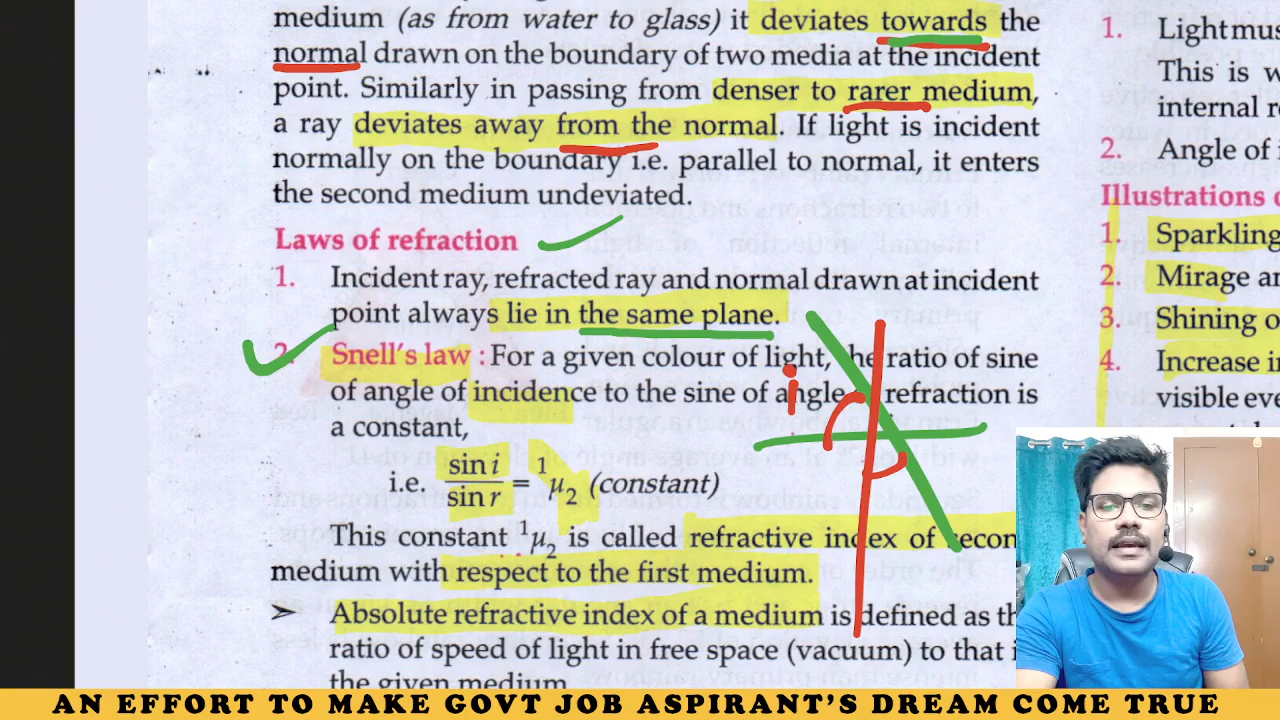 medium (as from water to glass) it deviates towards the
normal drawn on the boundary of two media at the incident
point. Similarly in passing from denser to rarer medium,
a ray deviates away from the normal. If light is incident
normally on the boundary i.e. parallel to normal, it enters
the second medium undeviated.
Laws of refraction
1. Incident ray, refracted ray and normal drawn at incident
point always lie in the same plane.
2. Snell's law : For a given colour of light, the ratio of sine
of angle of incidence to the sine of angle refraction is
a constant,
i.e. sin i / sin r = ¹μ₂ (constant)
This constant ¹μ₂ is called refractive index of secon
medium with respect to the first medium.
➢ Absolute refractive index of a medium is defined as th
ratio of speed of light in free space (vacuum) to that i
the given medium
i
1. Light mus
This is w
internal r
2. Angle of i
Illustrations o
1. Sparkling
2. Mirage an
3. Shining o
4. Increase in
visible eve
AN EFFORT TO MAKE GOVT JOB ASPIRANT'S DREAM COME TRUE